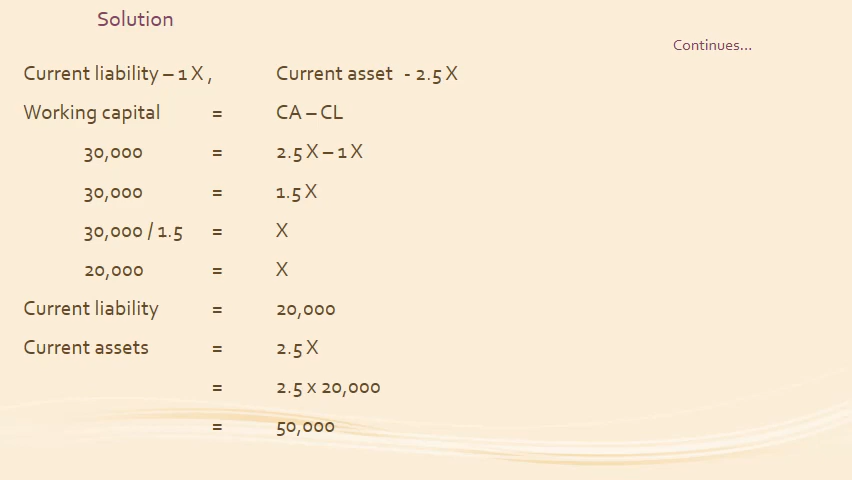 Solution
Continues...
Current liability – 1 X , Current asset - 2.5 X
Working capital = CA – CL
30,000 = 2.5 X – 1 X
30,000 = 1.5 X
30,000 / 1.5 = X
20,000 = X
Current liability = 20,000
Current assets = 2.5 X
= 2.5 x 20,000
= 50,000